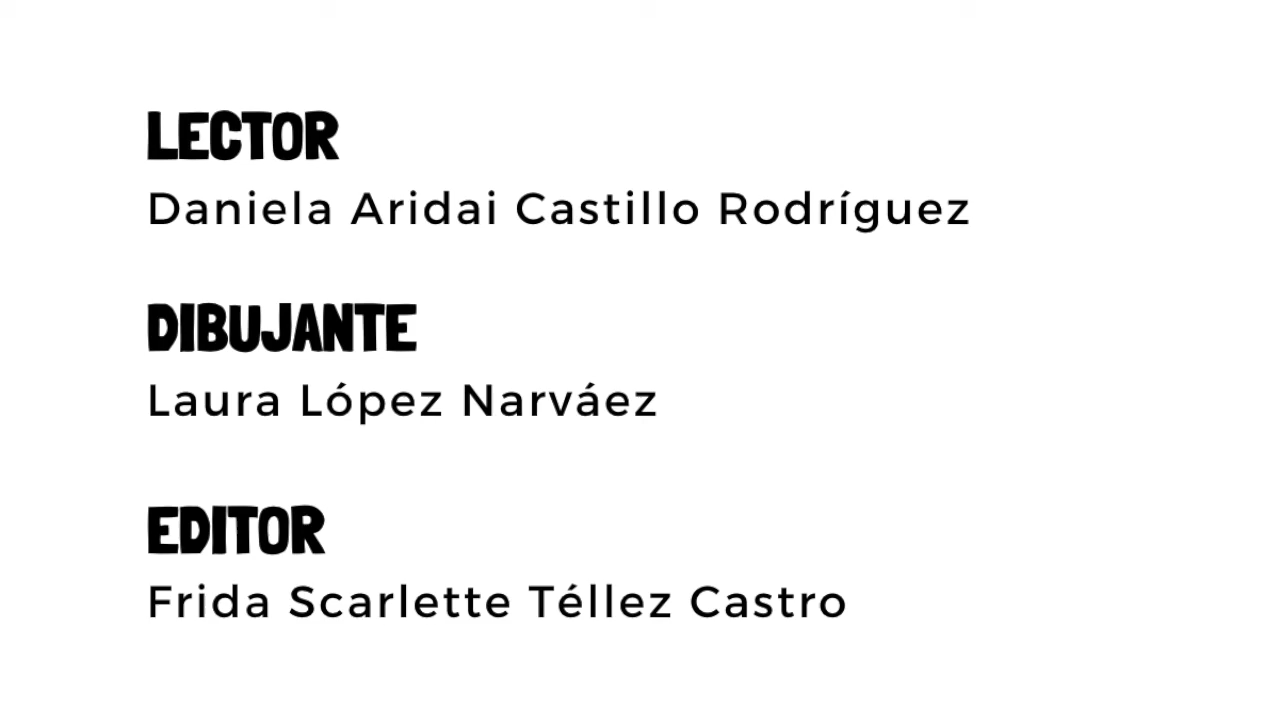 LECTOR
Daniela Aridai Castillo Rodríguez
DIBUJANTE
Laura López Narváez
EDITOR
Frida Scarlette Téllez Castro